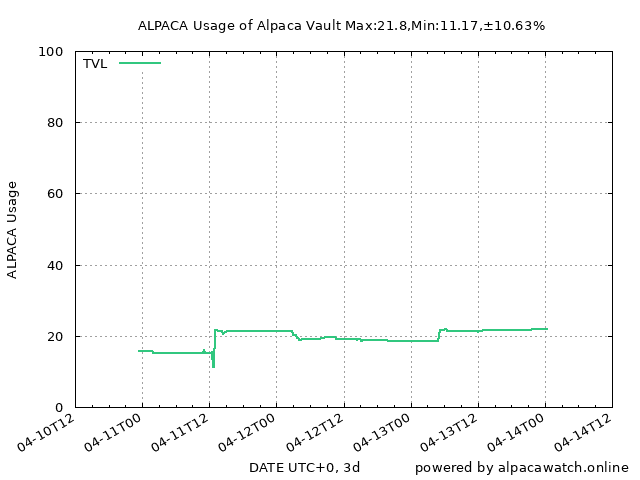 ALPACA Usage of Alpaca Vault Max:21.8,Min:11.17,±10.63%
100
TVL
80
60
ALPACA Usage
40
20
0
04-10T12 04-11T00 04-11T12 04-12T00 04-12T12 04-13T00 04-13T12 04-14T00 04-14T12
DATE UTC+0, 3d powered by alpacawatch.online